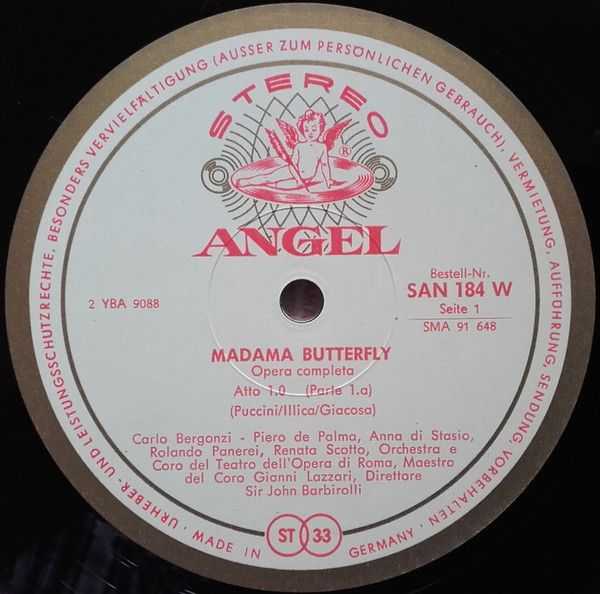 URHEBER- UND LEISTUNGSSCHUTZRECHTE, BESONDERS VERVIELFÄLTIGUNG (AUSSER ZUM PERSÖNLICHEN GEBRAUCH), VERMIETUNG, AUFFÜHRUNG, SENDUNG, VORBEHALTEN · MADE IN GERMANY ·
STEREO
®
ANGEL
2 YBA 9088
Bestell-Nr.
SAN 184 W
Seite 1
SMA 91 648
MADAMA BUTTERFLY
Opera completa
Atto 1.0 (Parte 1.a)
(Puccini/Illica/Giacosa)
Carlo Bergonzi - Piero de Palma, Anna di Stasio,
Rolando Panerei, Renata Scotto, Orchestra e
Coro del Teatro dell'Opera di Roma, Maestro
del Coro Gianni Lazzari, Direttore
Sir John Barbirolli
ST 33